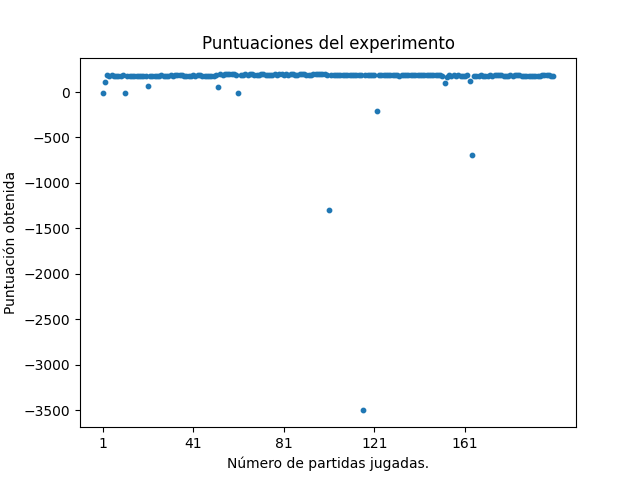 Puntuaciones del experimento
Puntuación obtenida
0
−500
−1000
−1500
−2000
−2500
−3000
−3500
1 41 81 121 161
Número de partidas jugadas.